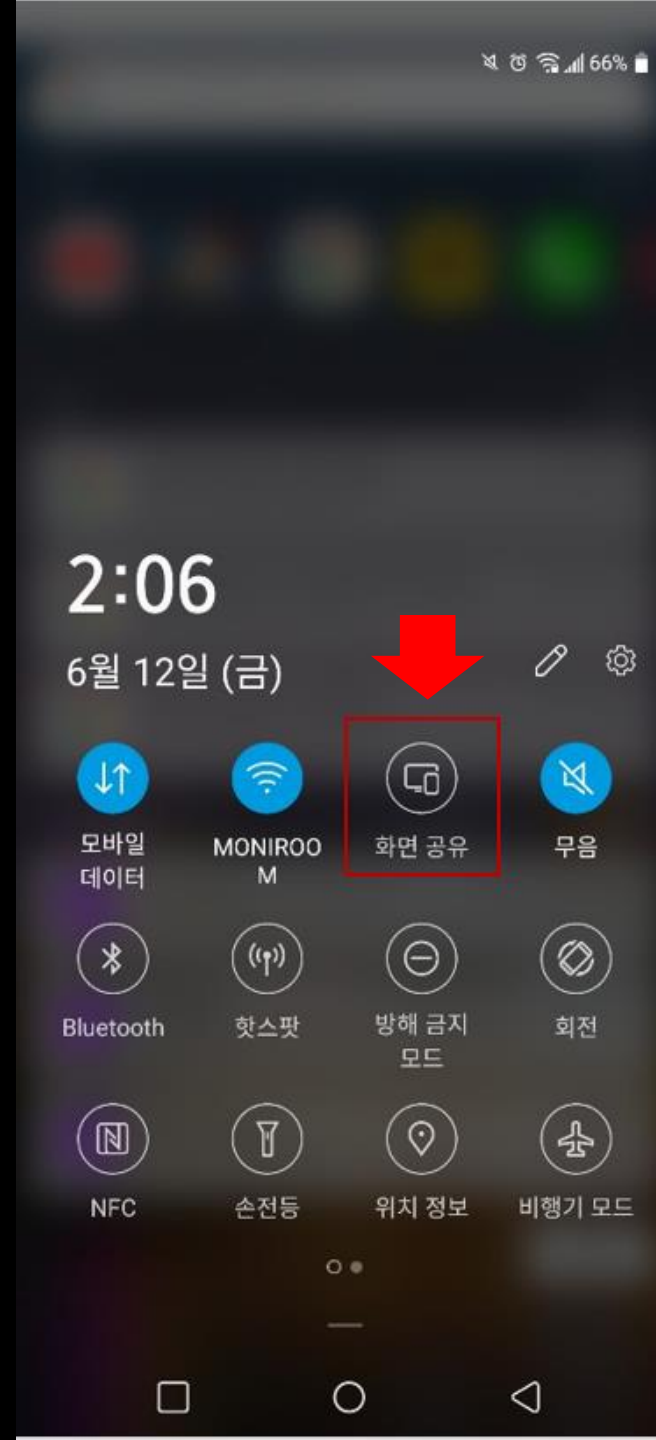 66%
2:06
6월 12일 (금)
모바일 데이터
MONIROOM
화면 공유
무음
Bluetooth
핫스팟
방해 금지 모드
회전
NFC
손전등
위치 정보
비행기 모드